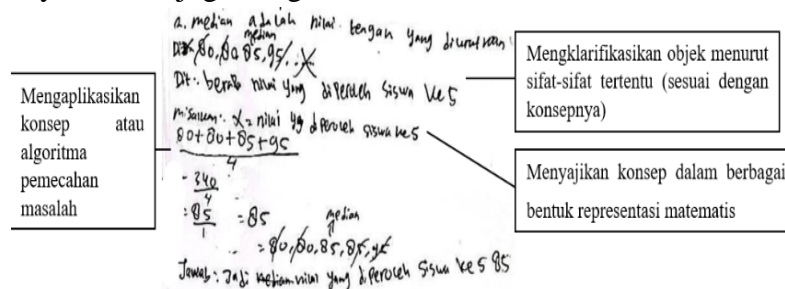 a. median adalah nilai tengah yang diurutkan
median
Dik 80,80 85,95, ... X
Dit: berapa nilai yang diperoleh siswa ke 5
misalkan: x = nilai yg diperoleh siswa ke 5
80+80+85+95
4
- 340
4
= 85
1
= 85
median
= 80,80,85,85,95
Jawab: Jadi nilai yang diperoleh siswa ke 5 85
Mengaplikasikan
konsep atau
algoritma
pemecahan
masalah
Mengklarifikasikan objek menurut
sifat-sifat tertentu (sesuai dengan
konsepnya)
Menyajikan konsep dalam berbagai
bentuk representasi matematis